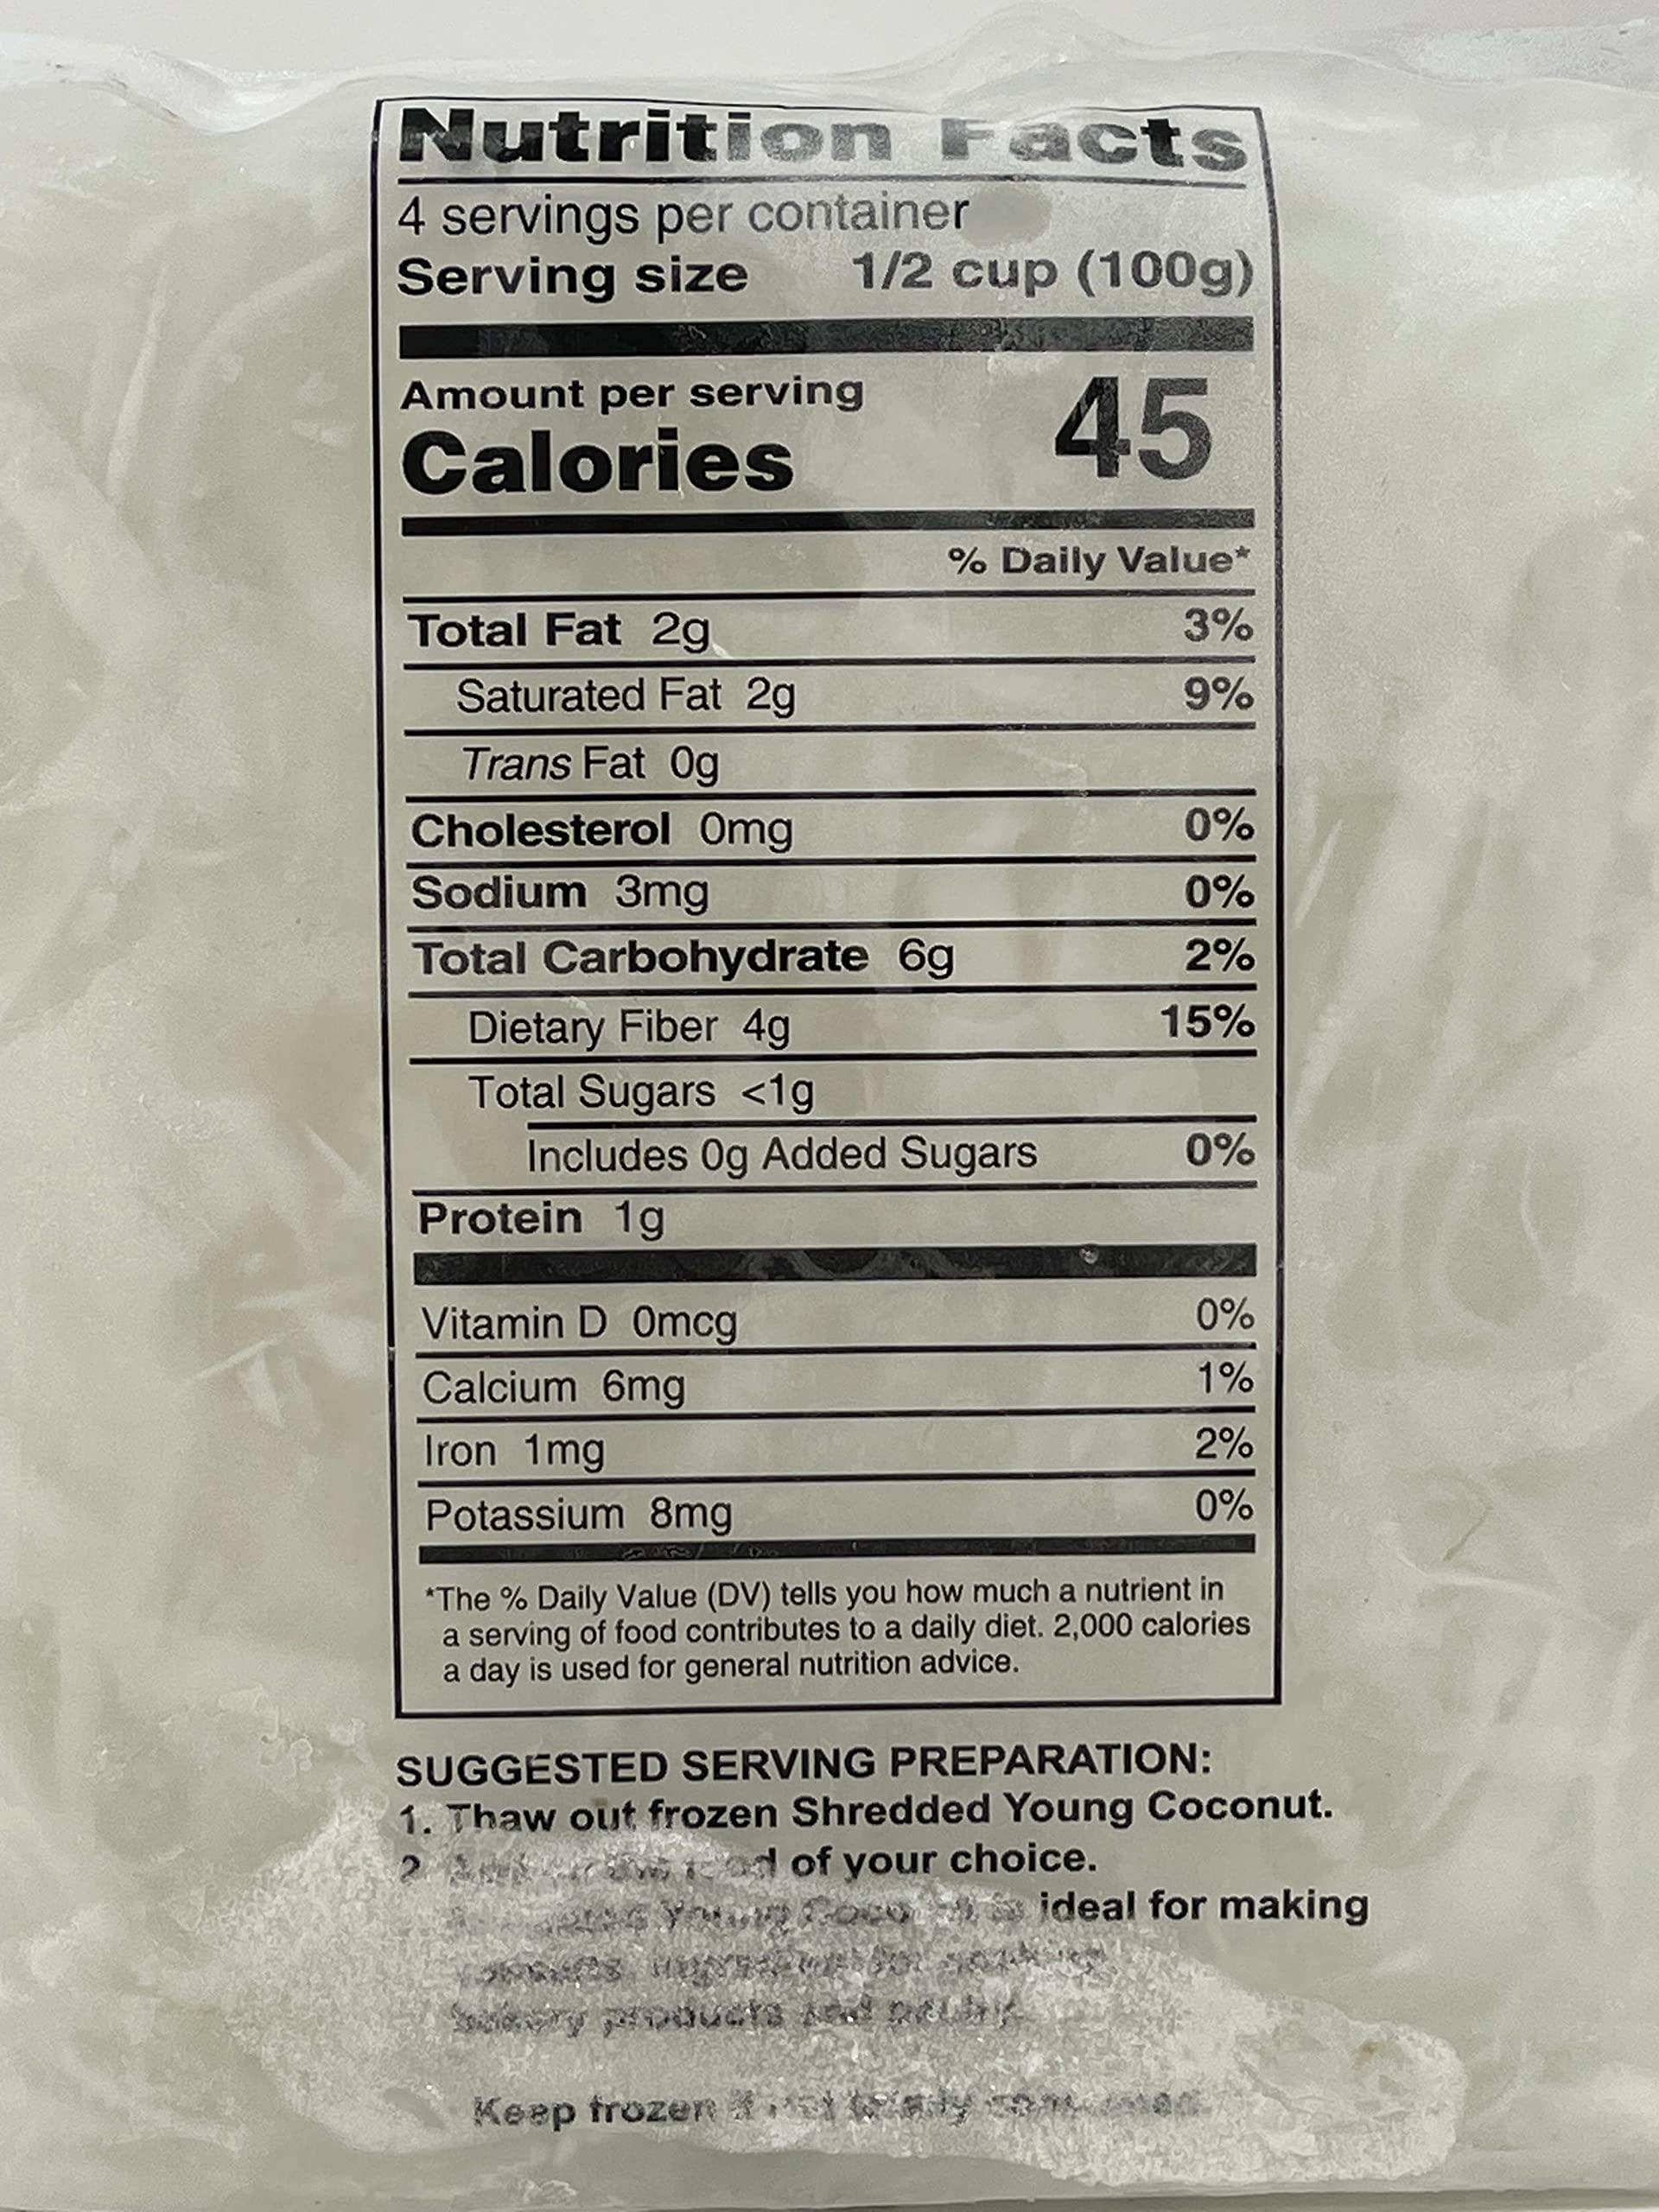 Nutrition Facts
4 servings per container
Serving size 1/2 cup (100g)
Amount per serving
Calories 45
% Daily Value*
Total Fat 2g 3%
Saturated Fat 2g 9%
Trans Fat 0g
Cholesterol 0mg 0%
Sodium 3mg 0%
Total Carbohydrate 6g 2%
Dietary Fiber 4g 15%
Total Sugars <1g
Includes 0g Added Sugars 0%
Protein 1g
Vitamin D 0mcg 0%
Calcium 6mg 1%
Iron 1mg 2%
Potassium 8mg 0%
*The % Daily Value (DV) tells you how much a nutrient in
a serving of food contributes to a daily diet. 2,000 calories
a day is used for general nutrition advice.
SUGGESTED SERVING PREPARATION:
1. Thaw out frozen Shredded Young Coconut.
2 of your choice.
Young ideal for making
bakery products and
Keep frozen